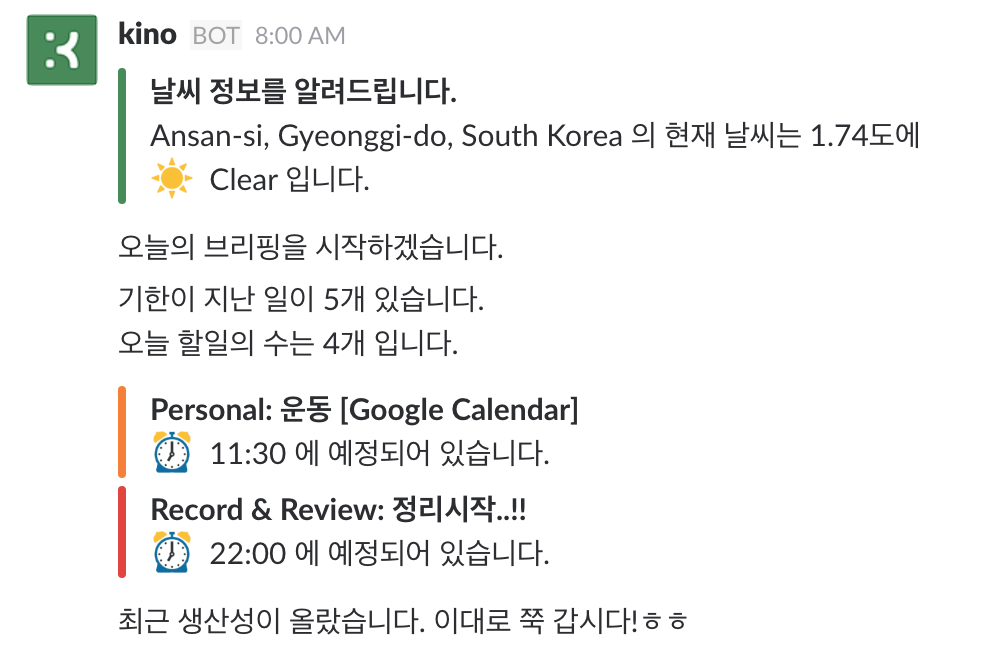 kino BOT 8:00 AM
날씨 정보를 알려드립니다.
Ansan-si, Gyeonggi-do, South Korea 의 현재 날씨는 1.74도에
Clear 입니다.
오늘의 브리핑을 시작하겠습니다.
기한이 지난 일이 5개 있습니다.
오늘 할일의 수는 4개 입니다.
Personal: 운동 [Google Calendar]
11:30 에 예정되어 있습니다.
Record & Review: 정리시작..!!
22:00 에 예정되어 있습니다.
최근 생산성이 올랐습니다. 이대로 쭉 갑시다!ㅎㅎ